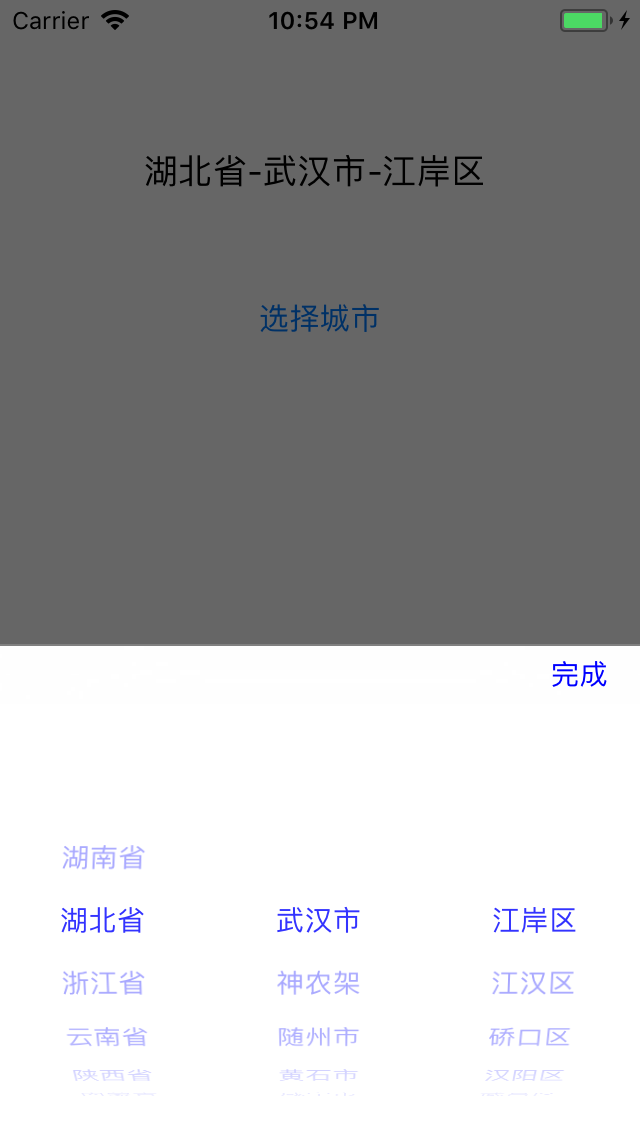 Carrier 10:54 PM
湖北省-武汉市-江岸区
选择城市
完成
湖南省
湖北省 武汉市 江岸区
浙江省 神农架 江汉区
云南省 随州市 硚口区
陕西省 黄石市 汉阳区